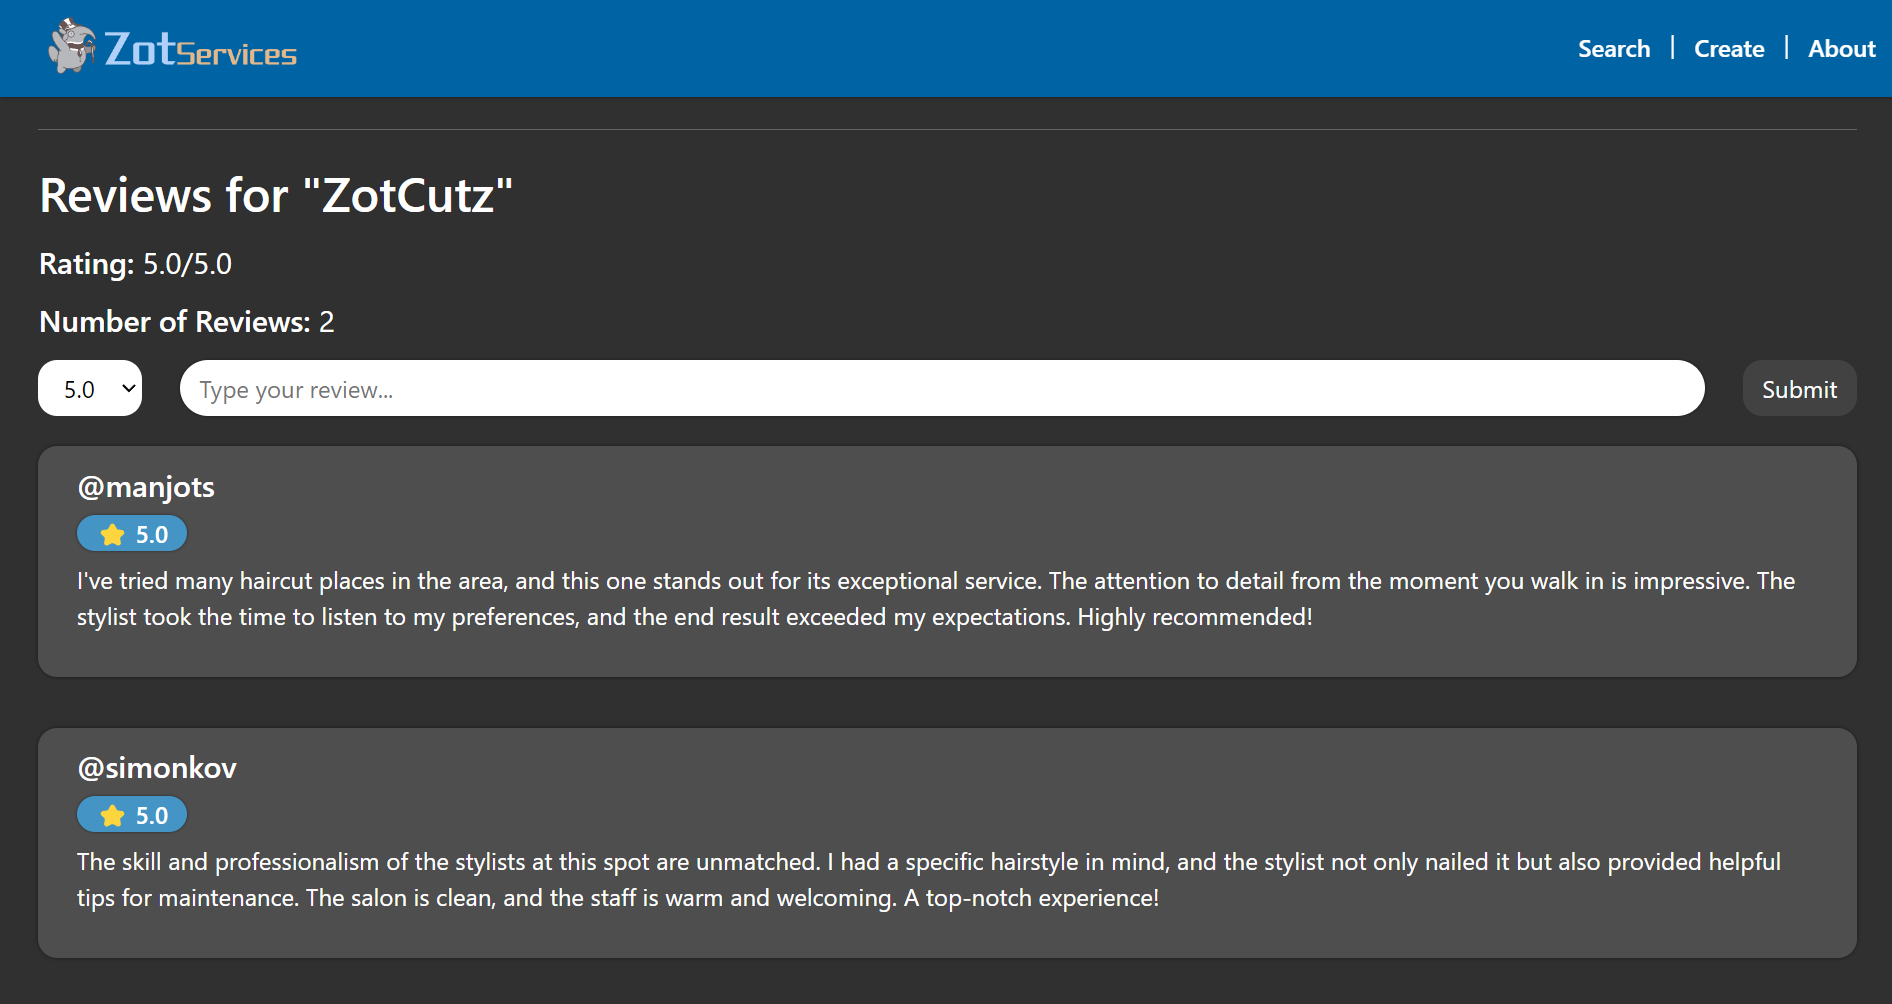 ZotServices
Search | Create | About
Reviews for "ZotCutz"
Rating: 5.0/5.0
Number of Reviews: 2
5.0 Type your review... Submit
@manjots
5.0
I've tried many haircut places in the area, and this one stands out for its exceptional service. The attention to detail from the moment you walk in is impressive. The
stylist took the time to listen to my preferences, and the end result exceeded my expectations. Highly recommended!
@simonkov
5.0
The skill and professionalism of the stylists at this spot are unmatched. I had a specific hairstyle in mind, and the stylist not only nailed it but also provided helpful
tips for maintenance. The salon is clean, and the staff is warm and welcoming. A top-notch experience!